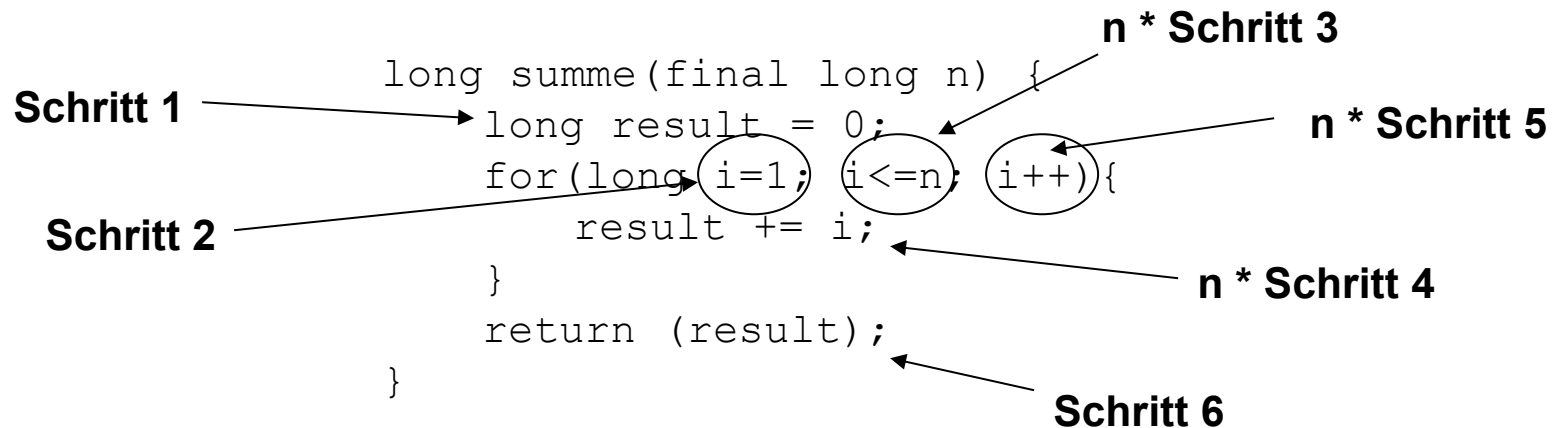 n * Schritt 3
long summe(final long n) {
Schritt 1
long result = 0;
n * Schritt 5
for(long i=1; i<=n; i++){
Schritt 2
result += i;
}
n * Schritt 4
return (result);
}
Schritt 6